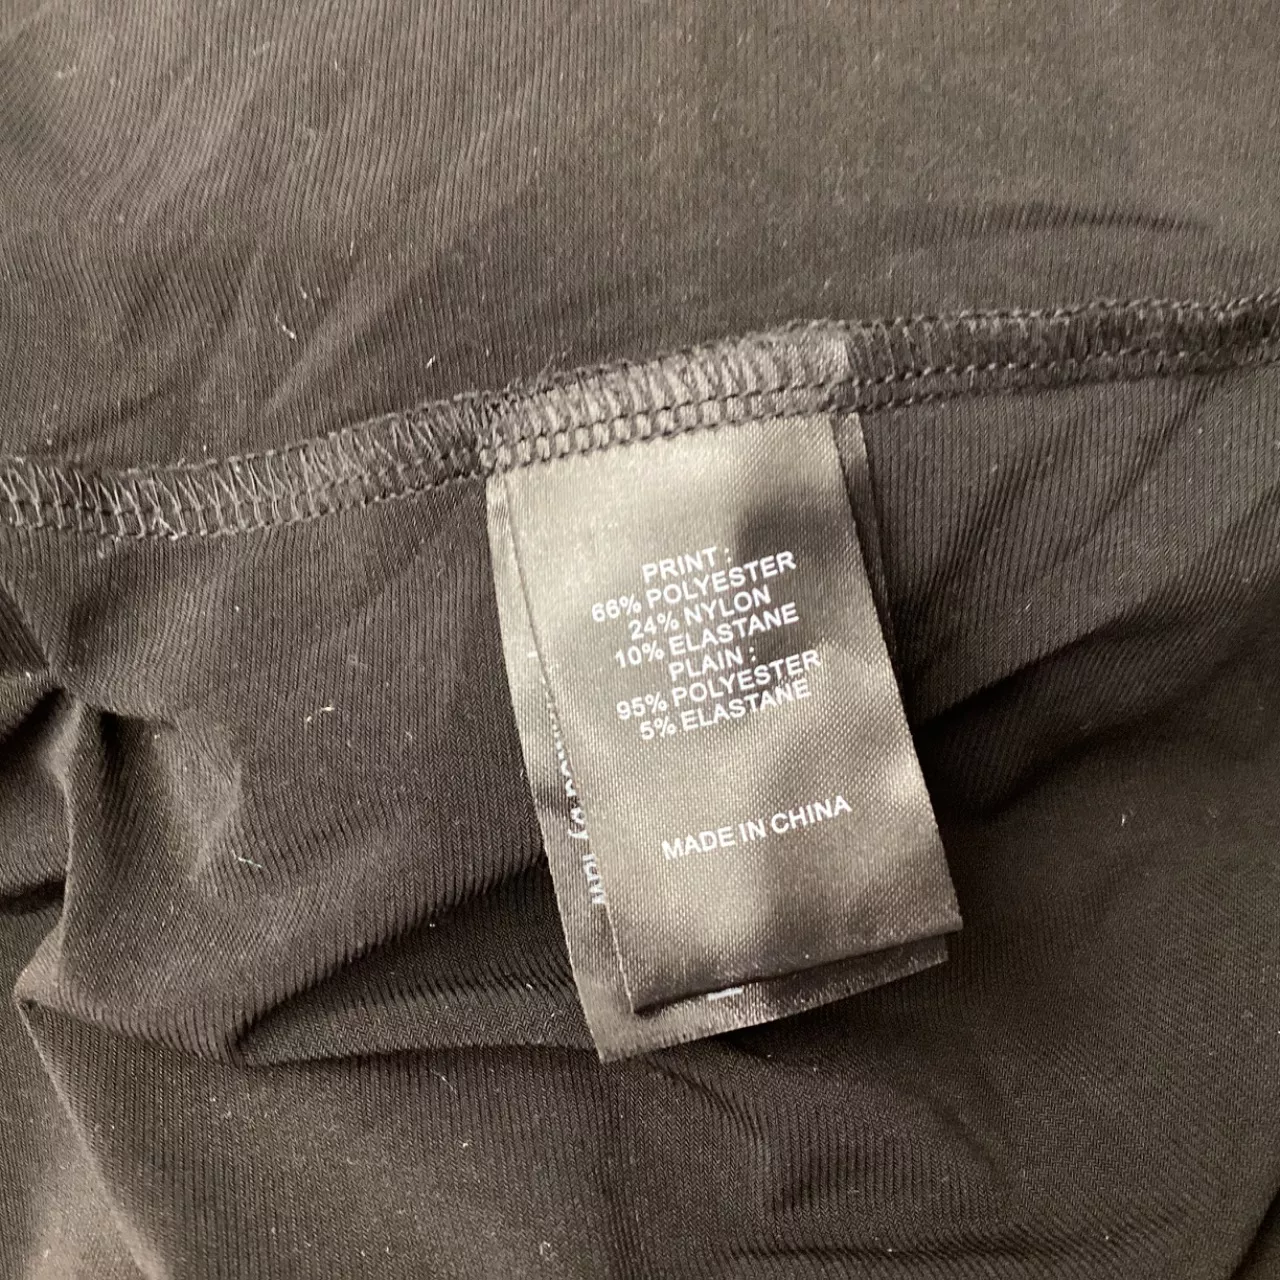 PRINT :
66% POLYESTER
24% NYLON
10% ELASTANE
PLAIN :
95% POLYESTER
5% ELASTANE
MADE IN CHINA